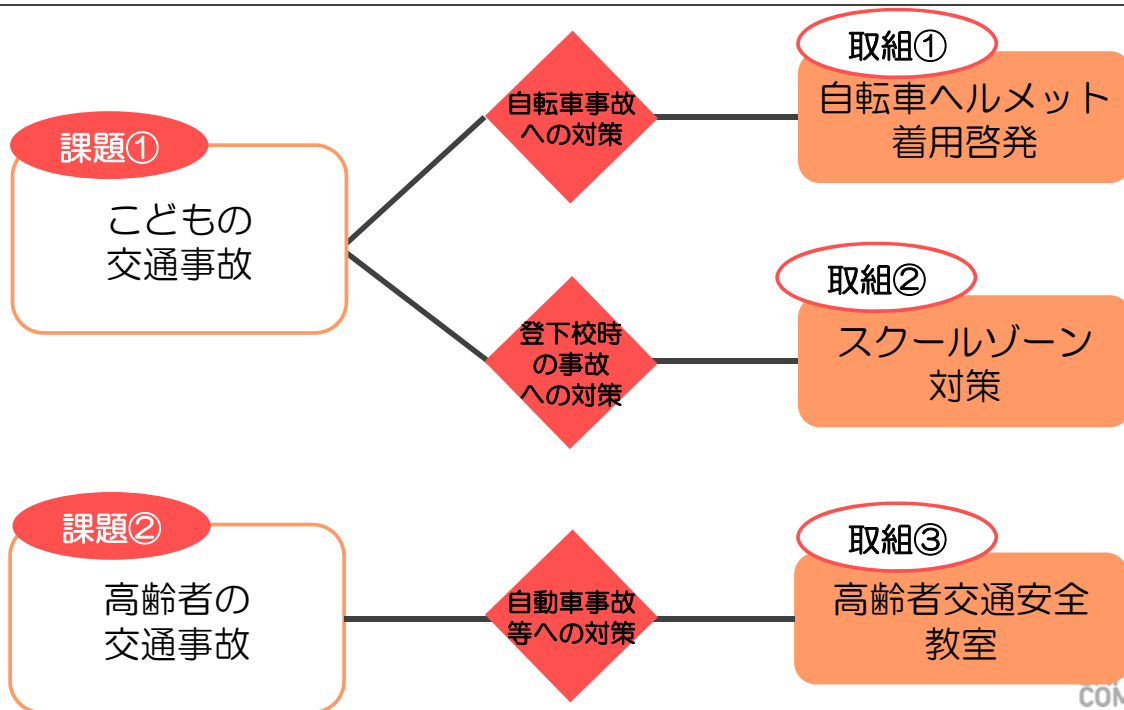 課題①
こどもの
交通事故
自転車事故
への対策
取組①
自転車ヘルメット
着用啓発
登下校時
の事故
への対策
取組②
スクールゾーン
対策
課題②
高齢者の
交通事故
自動車事故
等への対策
取組③
高齢者交通安全
教室